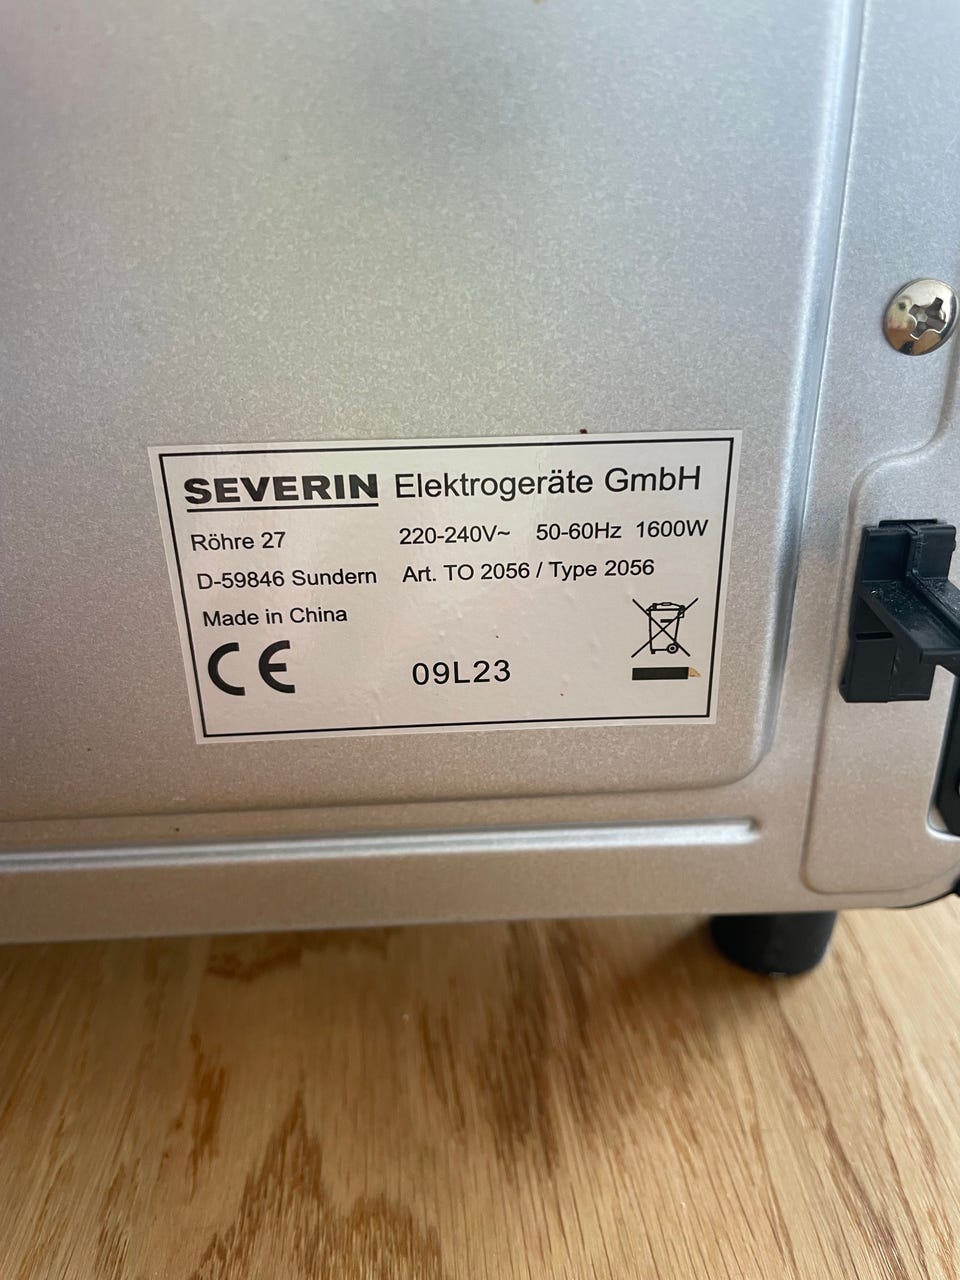 SEVERIN Elektrogeräte GmbH
Röhre 27 220-240V~ 50-60Hz 1600W
D-59846 Sundern Art. TO 2056 / Type 2056
Made in China
CE 09L23